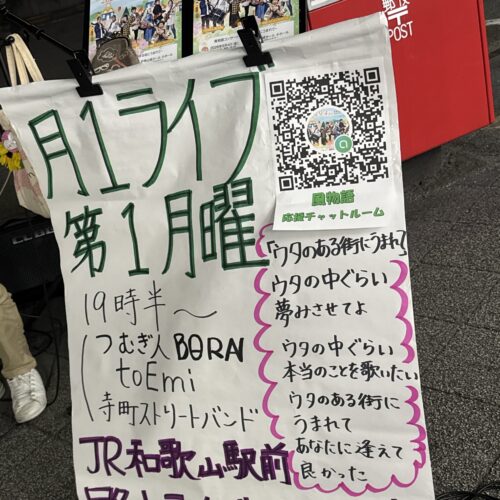 月1ライブ
第1月曜
19時半～
つむぎ人BORN
toEmi
寺町ストリートバンド
JR和歌山駅前
風物語
応援チャットルーム
「ウタのある街にうまれて」
ウタの中ぐらい
夢みさせてよ
ウタの中ぐらい
本当のことを歌いたい
ウタのある街に
うまれて
あなたに逢えて
良かった
POST